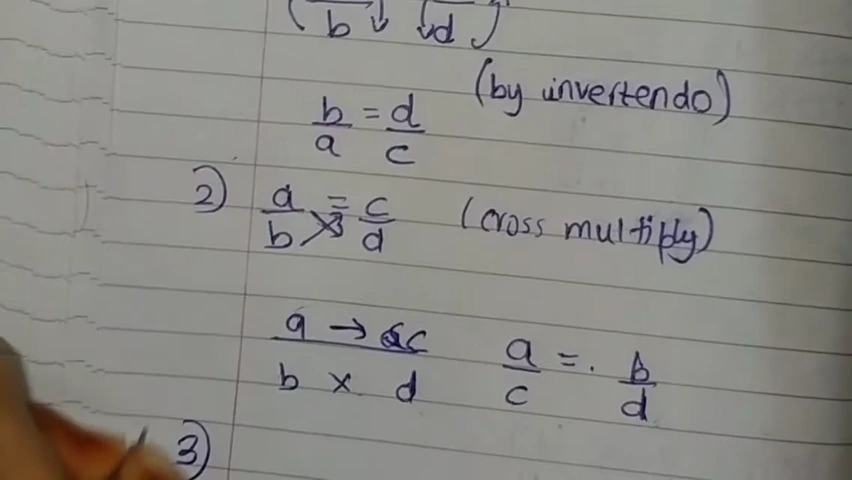 b d
(by invertendo)
b/a = d/c
2) a/b = c/d (cross multiply)
a → c a/c = . b/d
b × d
3)